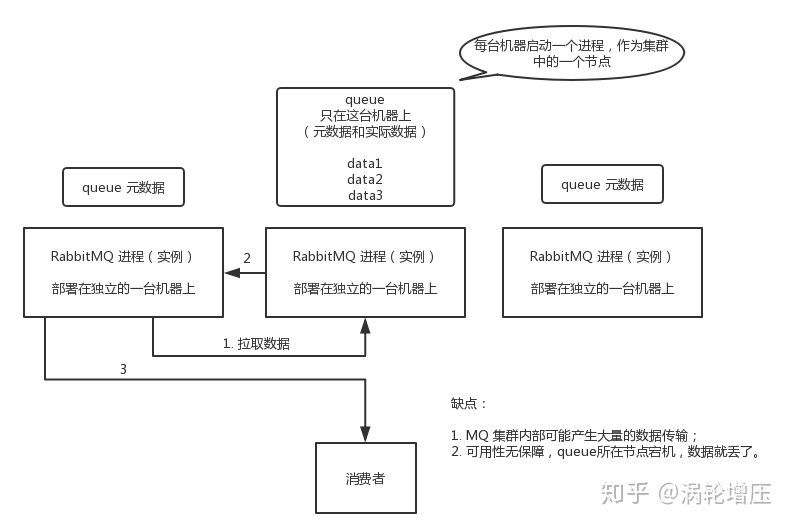 每台机器启动一个进程，作为集群
中的一个节点
queue
只在这台机器上
（元数据和实际数据）
data1
data2
data3
queue 元数据
queue 元数据
RabbitMQ 进程（实例）
部署在独立的一台机器上
2
RabbitMQ 进程（实例）
部署在独立的一台机器上
RabbitMQ 进程（实例）
部署在独立的一台机器上
1. 拉取数据
3
缺点：
1. MQ 集群内部可能产生大量的数据传输；
2. 可用性无保障，queue所在节点宕机，数据就丢了。
消费者
知乎 @涡轮增压